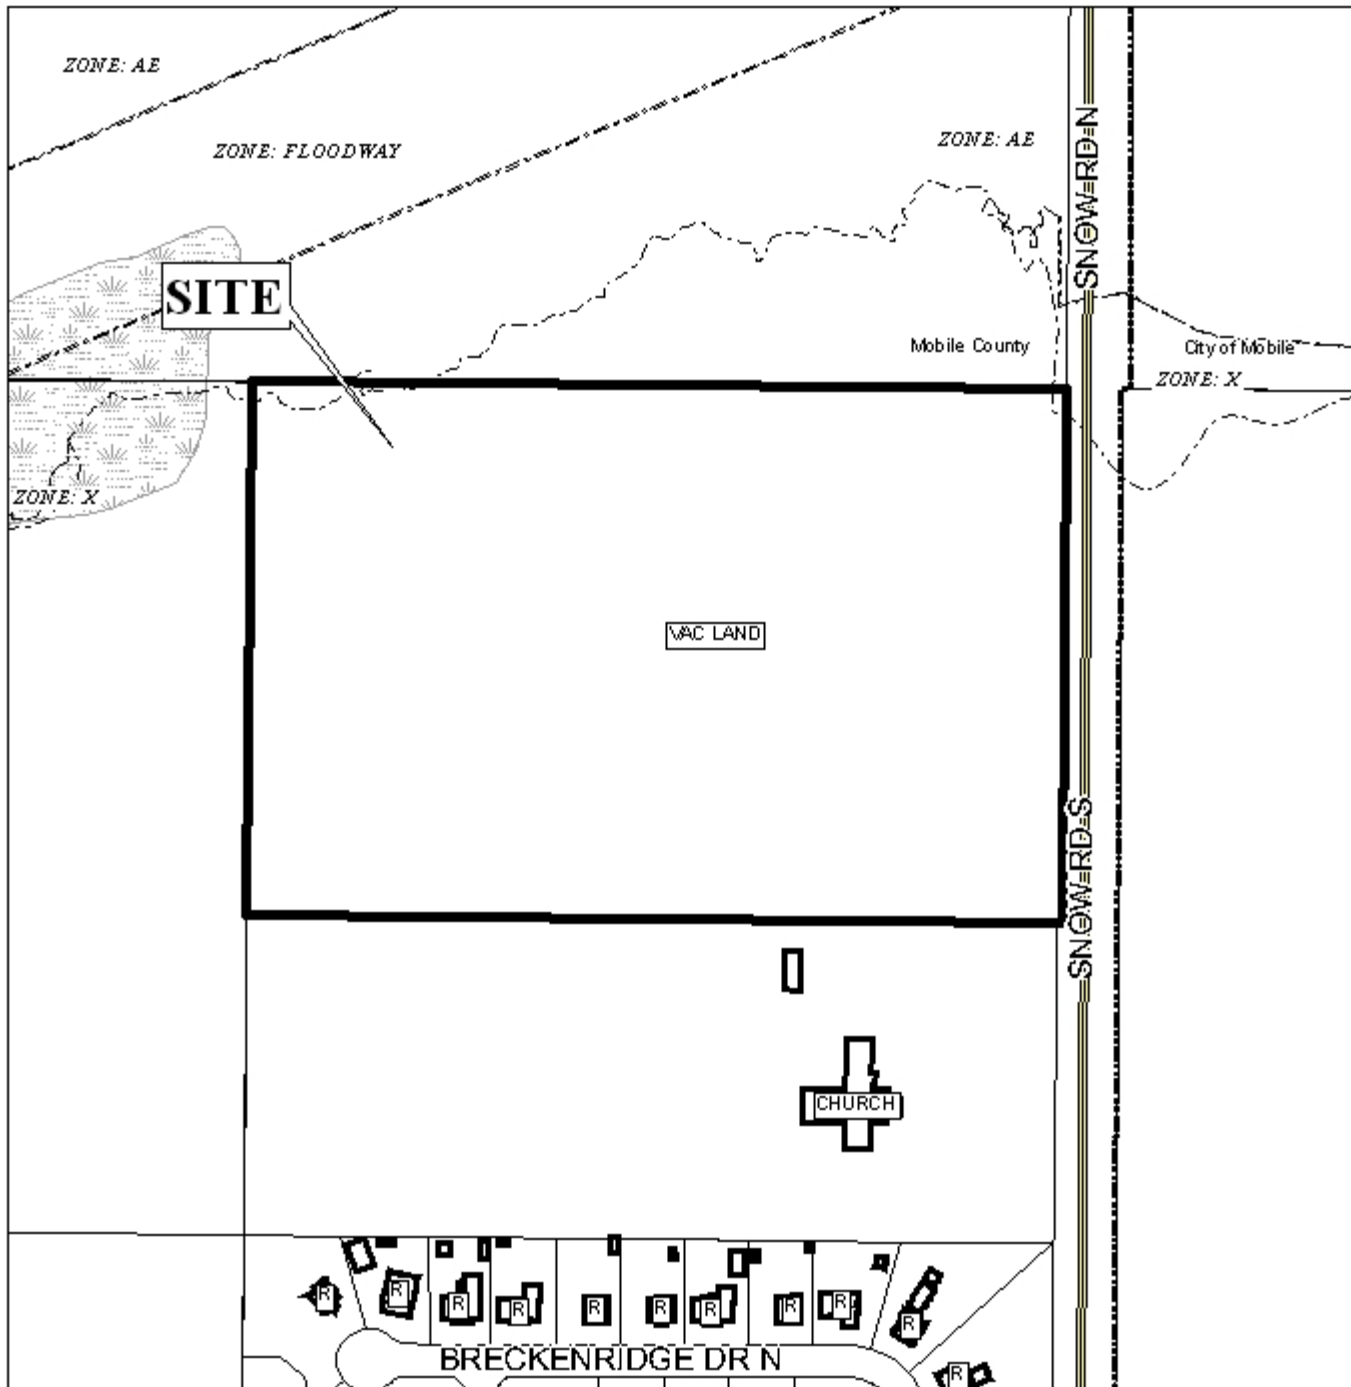 ZONE: AE
ZONE: FLOODWAY
ZONE: AE
SNOW RD N
SITE
Mobile County
City of Mobile
ZONE: X
ZONE: X
VAC LAND
SNOW RD S
CHURCH
R
R
R
R
R
R
R
R
R
R
BRECKENRIDGE DR N
R